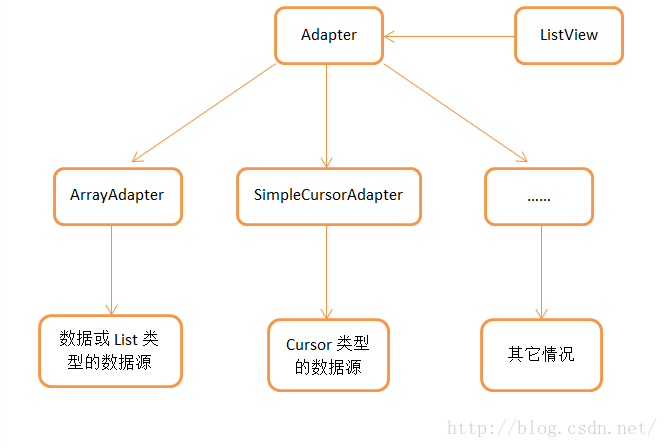 Adapter
ListView
ArrayAdapter
SimpleCursorAdapter
......
数据或 List 类
型的数据源
Cursor 类型
的数据源
其它情况
http://blog.csdn.net/